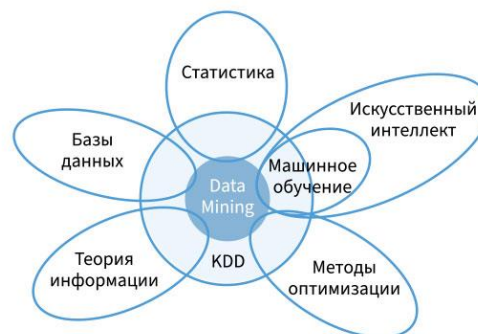 Статистика
Искусственный
интеллект
Базы
данных
Машинное
обучение
Data
Mining
Теория
информации
KDD
Методы
оптимизации